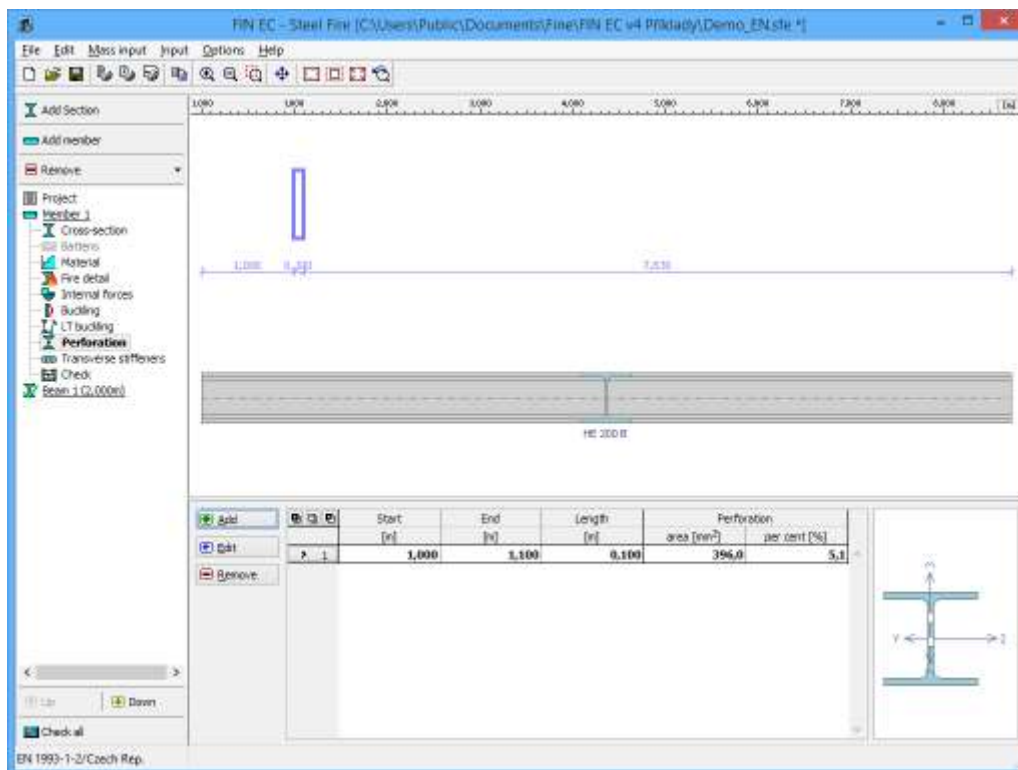 FIN EC - Steel Fire [C:\Users\Public\Documents\Fine\FIN EC v4 Příklady\Demo_EN.ste *]
File Edit Mass input Input Options Help
Add Section
Add member
Remove
Project
Member 1
Cross-section
Battens
Material
Fire detail
Internal forces
Buckling
LT buckling
Perforation
Transverse stiffeners
Check
Beam 1 (2,000m)
Up Down
Check all
EN 1993-1-2/Czech Rep.
1,000 2,000 3,000 4,000 5,000 6,000 7,000 8,000 [m]
1,000
HE 200 B
Add
Edit
Remove
Start End Length Perforation
[m] [m] [m] area [mm²] per cent [%]
1 1,000 1,100 0,100 396,0 5,1
Y Z